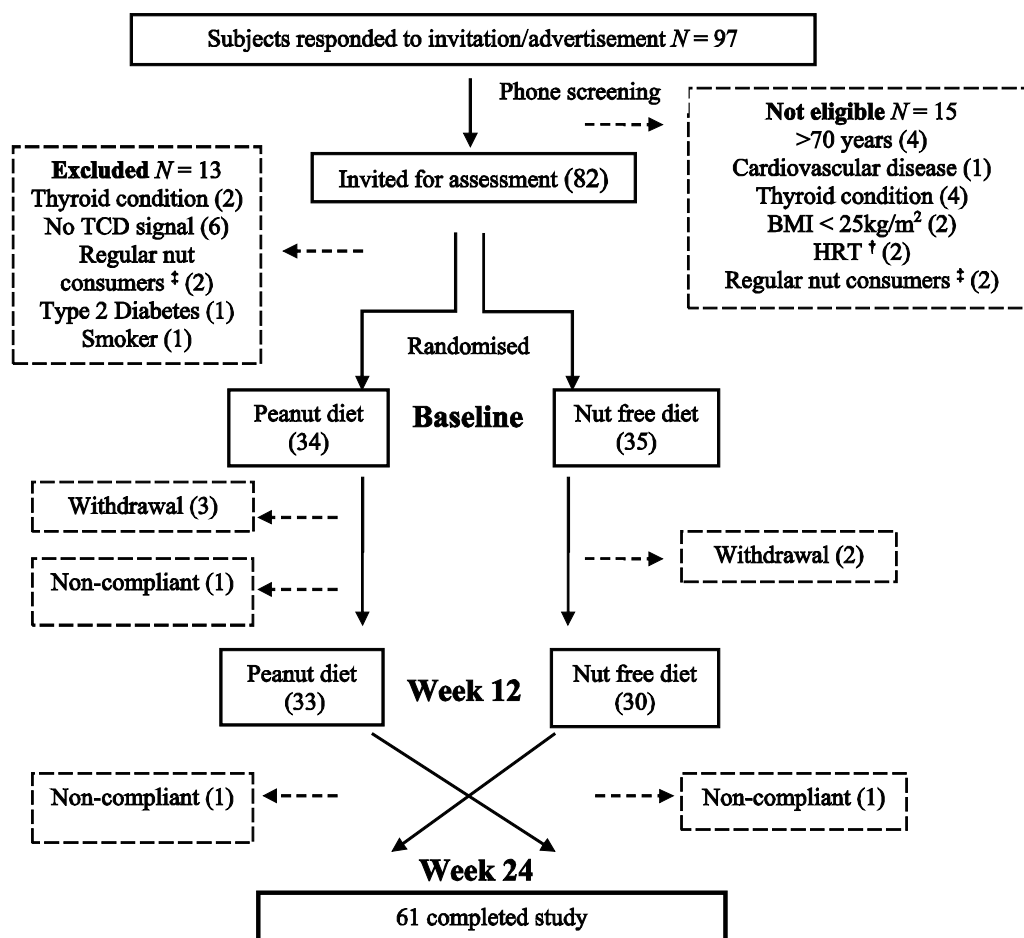 Subjects responded to invitation/advertisement N = 97
Phone screening
Not eligible N = 15
>70 years (4)
Cardiovascular disease (1)
Thyroid condition (4)
BMI < 25kg/m² (2)
HRT † (2)
Regular nut consumers ‡ (2)
Invited for assessment (82)
Excluded N = 13
Thyroid condition (2)
No TCD signal (6)
Regular nut
consumers ‡ (2)
Type 2 Diabetes (1)
Smoker (1)
Randomised
Peanut diet
(34)
Baseline
Nut free diet
(35)
Withdrawal (3)
Non-compliant (1)
Withdrawal (2)
Peanut diet
(33)
Week 12
Nut free diet
(30)
Non-compliant (1)
Non-compliant (1)
Week 24
61 completed study